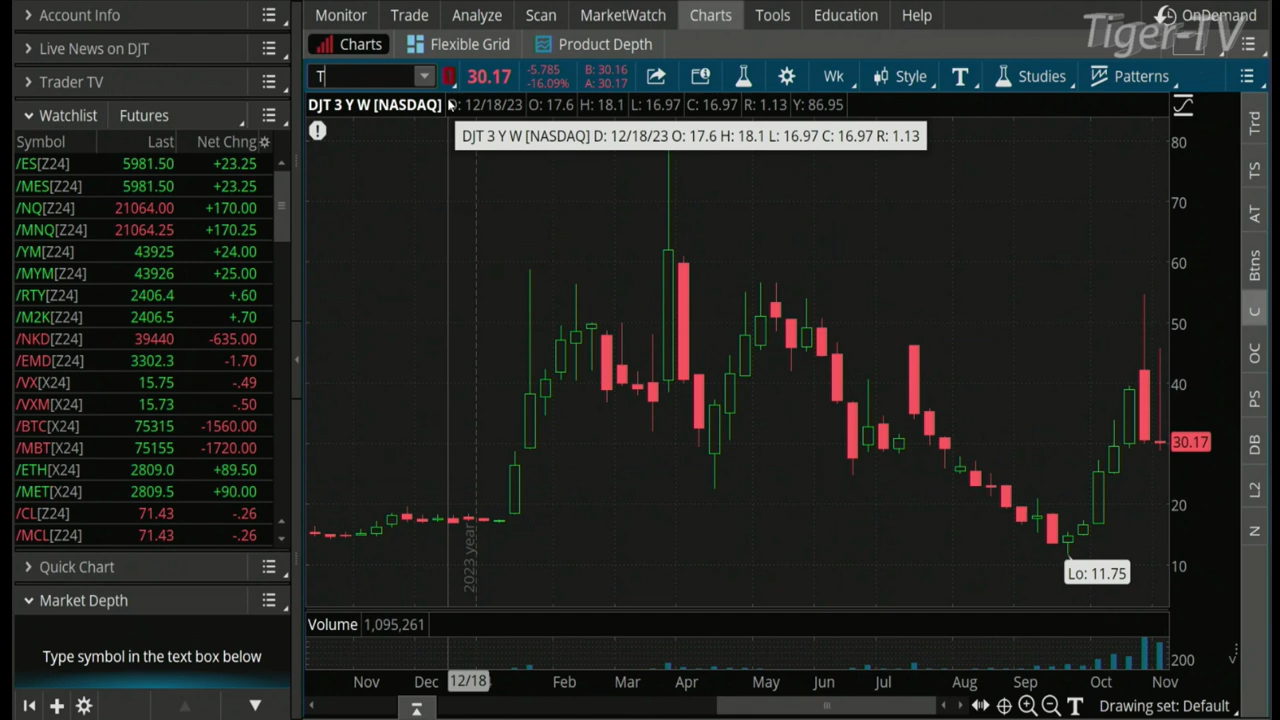 Account Info
Live News on DJT
Trader TV
Watchlist Futures
Symbol Last Net Chng
/ES[Z24] 5981.50 +23.25
/MES[Z24] 5981.50 +23.25
/NQ[Z24] 21064.00 +170.00
/MNQ[Z24] 21064.25 +170.25
/YM[Z24] 43925 +24.00
/MYM[Z24] 43926 +25.00
/RTY[Z24] 2406.4 +.60
/M2K[Z24] 2406.5 +.70
/NKD[Z24] 39440 -635.00
/EMD[Z24] 3302.3 -1.70
/VX[X24] 15.75 -.49
/VXM[X24] 15.73 -.50
/BTC[X24] 75315 -1560.00
/MBT[X24] 75155 -1720.00
/ETH[X24] 2809.0 +89.50
/MET[X24] 2809.5 +90.00
/CL[Z24] 71.43 -.26
/MCL[Z24] 71.43 -.26
Quick Chart
Market Depth
Type symbol in the text box below
Monitor Trade Analyze Scan MarketWatch Charts Tools Education Help OnDemand
Tiger-TV
Charts Flexible Grid Product Depth
T 30.17 -5.785 B: 30.16
-16.09% A: 30.17
Wk Style T Studies Patterns
DJT 3 Y W [NASDAQ] D: 12/18/23 O: 17.6 H: 18.1 L: 16.97 C: 16.97 R: 1.13 Y: 86.95
DJT 3 Y W [NASDAQ] D: 12/18/23 O: 17.6 H: 18.1 L: 16.97 C: 16.97 R: 1.13
80
70
60
50
40
30.17
20
10
2023 year
Lo: 11.75
Volume 1,095,261
200
Nov Dec 12/18 Feb Mar Apr May Jun Jul Aug Sep Oct Nov
T Drawing set: Default
Trd
TS
AT
Btns
C
OC
PS
DB
L2
N